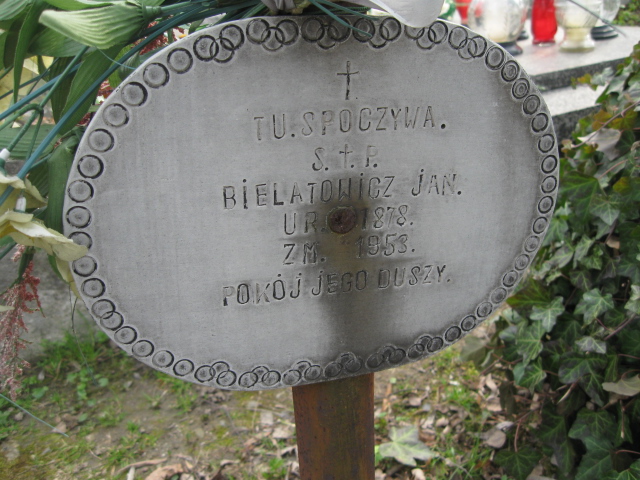 †
TU.SPOCZYWA.
S.†.P.
BIELATOWICZ JAN.
UR. 1878.
ZM. 1953.
POKÓJ JEGO DUSZY.